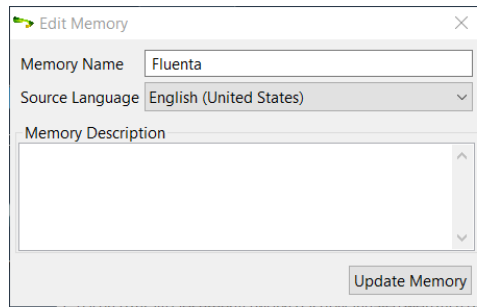 Edit Memory
Memory Name Fluenta
Source Language English (United States)
Memory Description
Update Memory